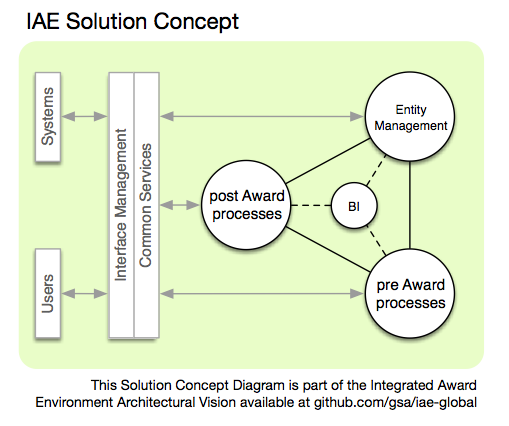 IAE Solution Concept
Systems
Users
Interface Management
Common Services
Entity
Management
post Award
processes
BI
pre Award
processes
This Solution Concept Diagram is part of the Integrated Award
Environment Architectural Vision available at github.com/gsa/iae-global